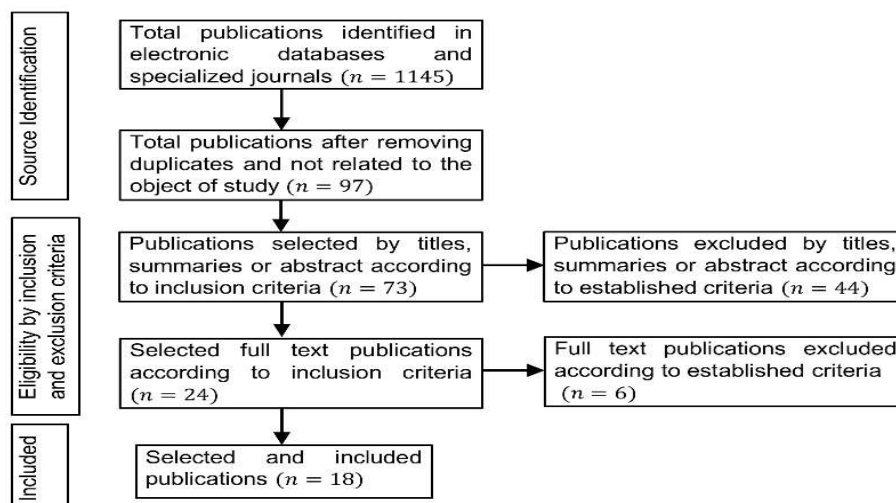 Source Identification
Total publications identified in
electronic databases and
specialized journals (n = 1145)
Total publications after removing
duplicates and not related to the
object of study (n = 97)
Eligibility by inclusion
and exclusion criteria
Publications selected by titles,
summaries or abstract according
to inclusion criteria (n = 73)
Publications excluded by titles,
summaries or abstract according
to established criteria (n = 44)
Selected full text publications
according to inclusion criteria
(n = 24)
Full text publications excluded
according to established criteria
(n = 6)
Included
Selected and included
publications (n = 18)